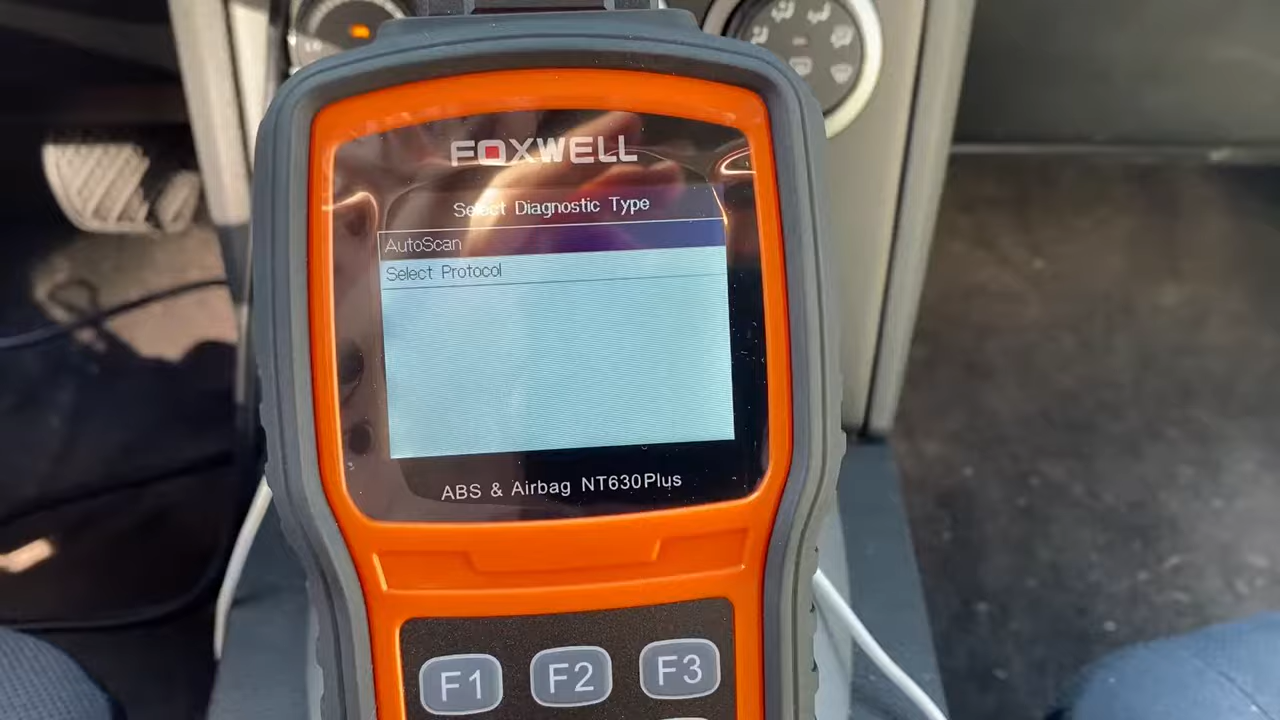 FOXWELL
Select Diagnostic Type
AutoScan
Select Protocol
ABS & Airbag NT630Plus
F1
F2
F3